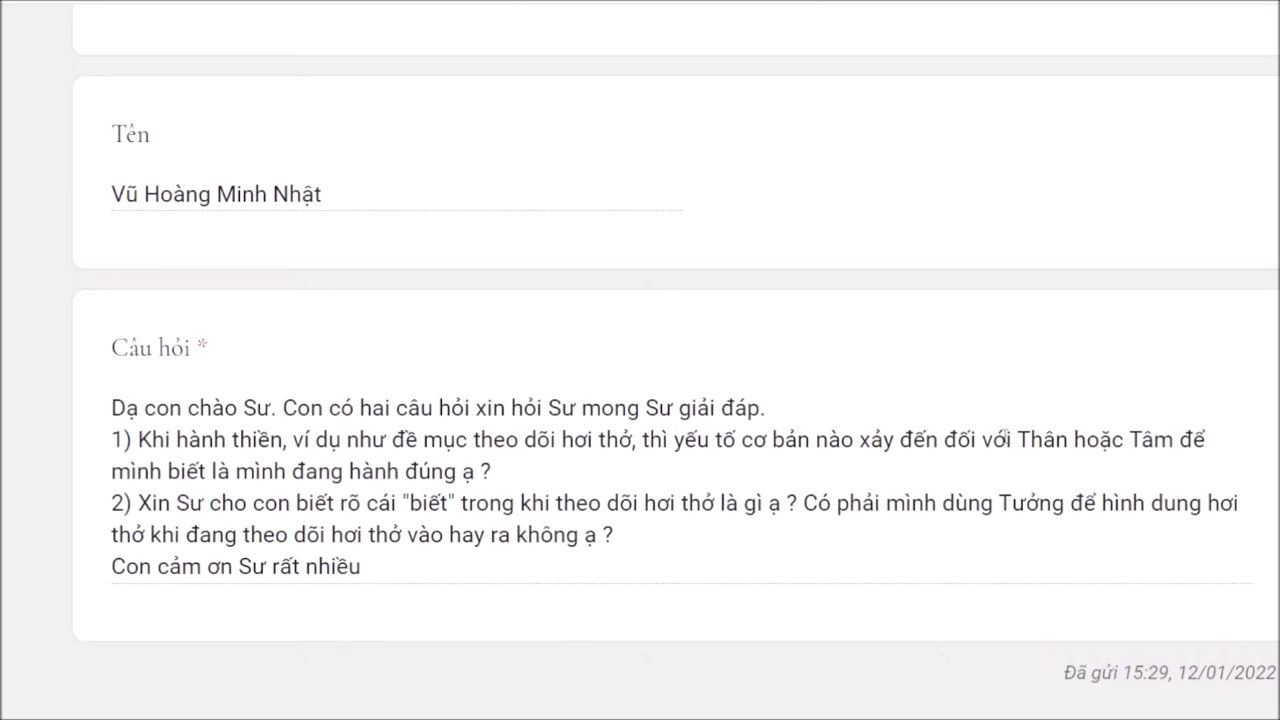 Tên
Vũ Hoàng Minh Nhật
Câu hỏi *
Dạ con chào Sư. Con có hai câu hỏi xin hỏi Sư mong Sư giải đáp.
1) Khi hành thiền, ví dụ như đề mục theo dõi hơi thở, thì yếu tố cơ bản nào xảy đến đối với Thân hoặc Tâm để
mình biết là mình đang hành đúng ạ ?
2) Xin Sư cho con biết rõ cái "biết" trong khi theo dõi hơi thở là gì ạ ? Có phải mình dùng Tưởng để hình dung hơi
thở khi đang theo dõi hơi thở vào hay ra không ạ ?
Con cảm ơn Sư rất nhiều
Đã gửi 15:29, 12/01/2022